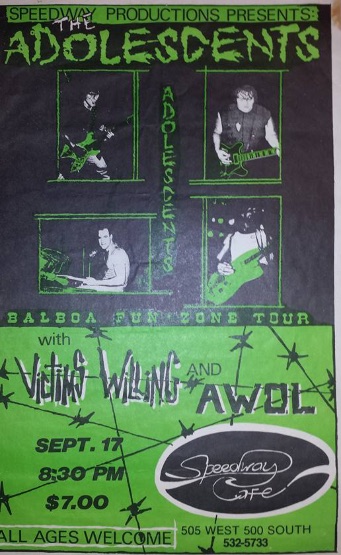 SPEEDWAY PRODUCTIONS PRESENTS:
THE
ADOLESCENTS
ADOLESCENTS
BALBOA FUN ZONE TOUR
with
VICTIMS WILLING AND AWOL
SEPT. 17
8:30 PM
$7.00
Speedway
Cafe
ALL AGES WELCOME
505 WEST 500 SOUTH
532-5733